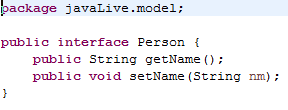 package javaLive.model;
public interface Person {
    public String getName();
    public void setName(String nm);
}